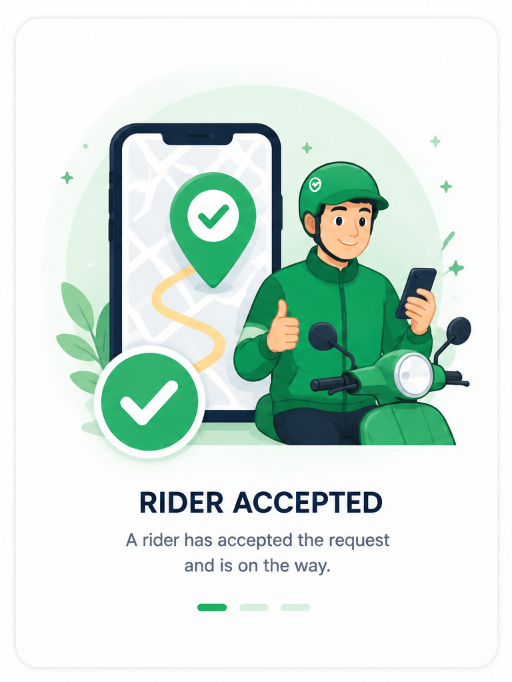 RIDER ACCEPTED
A rider has accepted the request
and is on the way.